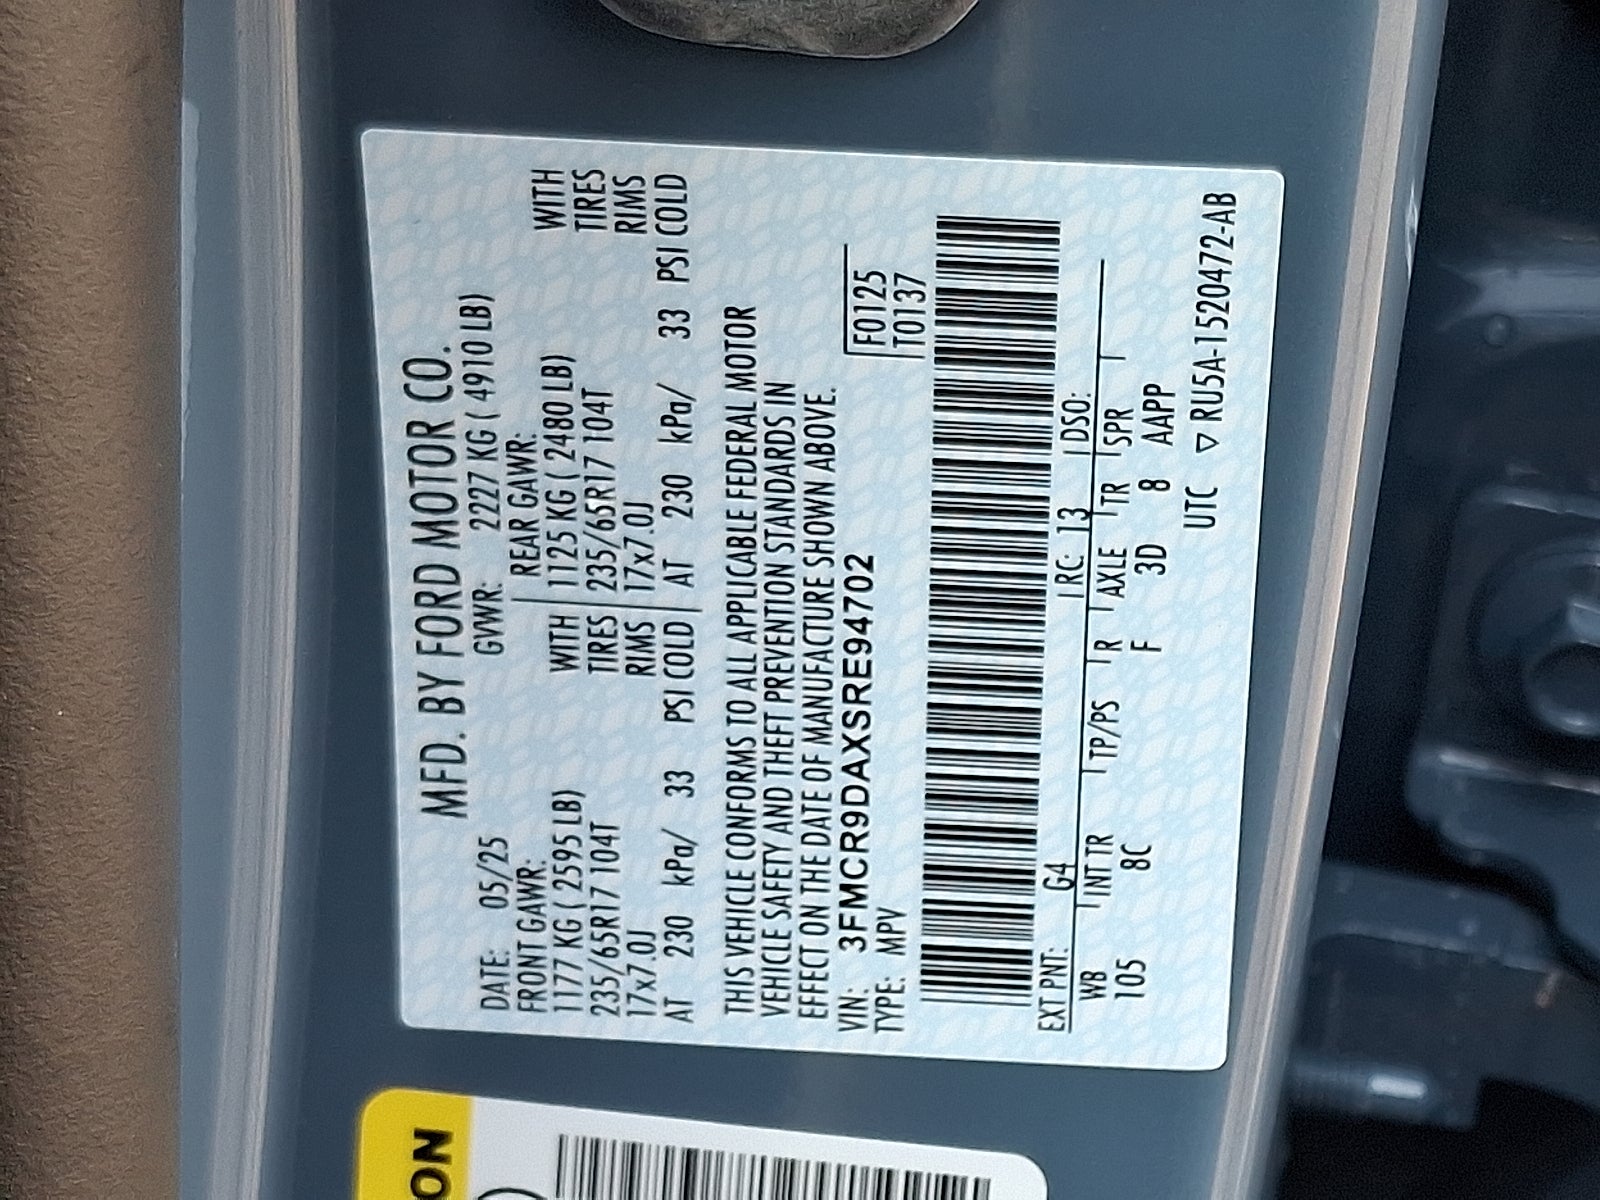 MFD. BY FORD MOTOR CO.
DATE: 05/25 GVWR: 2227 KG ( 4910 LB)
FRONT GAWR: REAR GAWR:
1177 KG ( 2595 LB) WITH 1125 KG ( 2480 LB) WITH
235/65R17 104T TIRES 235/65R17 104T TIRES
17x7.0J RIMS 17x7.0J RIMS
AT 230 kPa/ 33 PSI COLD AT 230 kPa/ 33 PSI COLD
THIS VEHICLE CONFORMS TO ALL APPLICABLE FEDERAL MOTOR
VEHICLE SAFETY AND THEFT PREVENTION STANDARDS IN
EFFECT ON THE DATE OF MANUFACTURE SHOWN ABOVE.
VIN: 3FMCR9DAXSRE94702
TYPE: MPV
F0125
T0137
EXT PNT: G4 RC: 13 DSO:
WB INT TR TP/PS R AXLE TR SPR
105 8C F 3D 8 AAPP
UTC ▽ RU5A-1520472-AB
ON